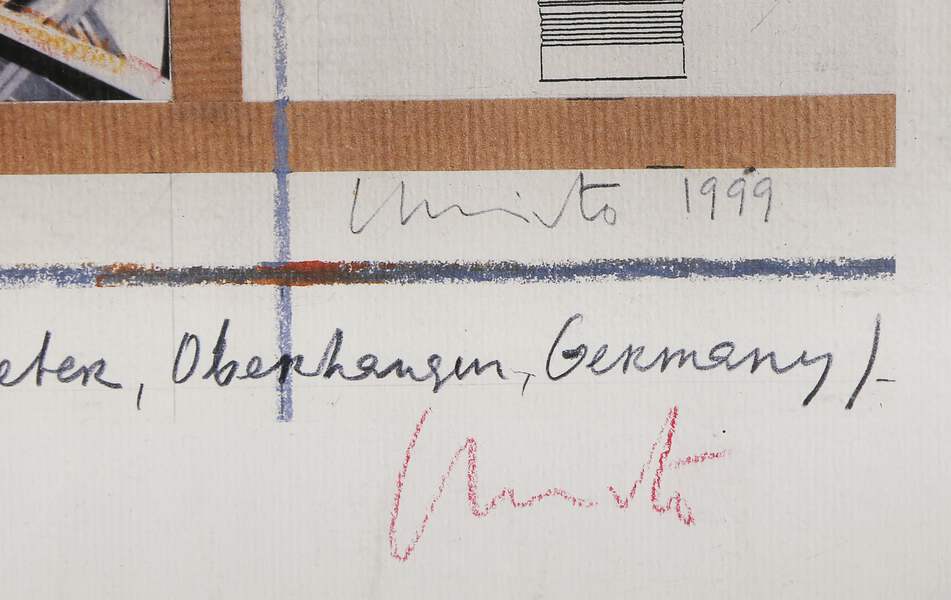 Christo 1999
eter, Oberhausen, Germany).
Christo